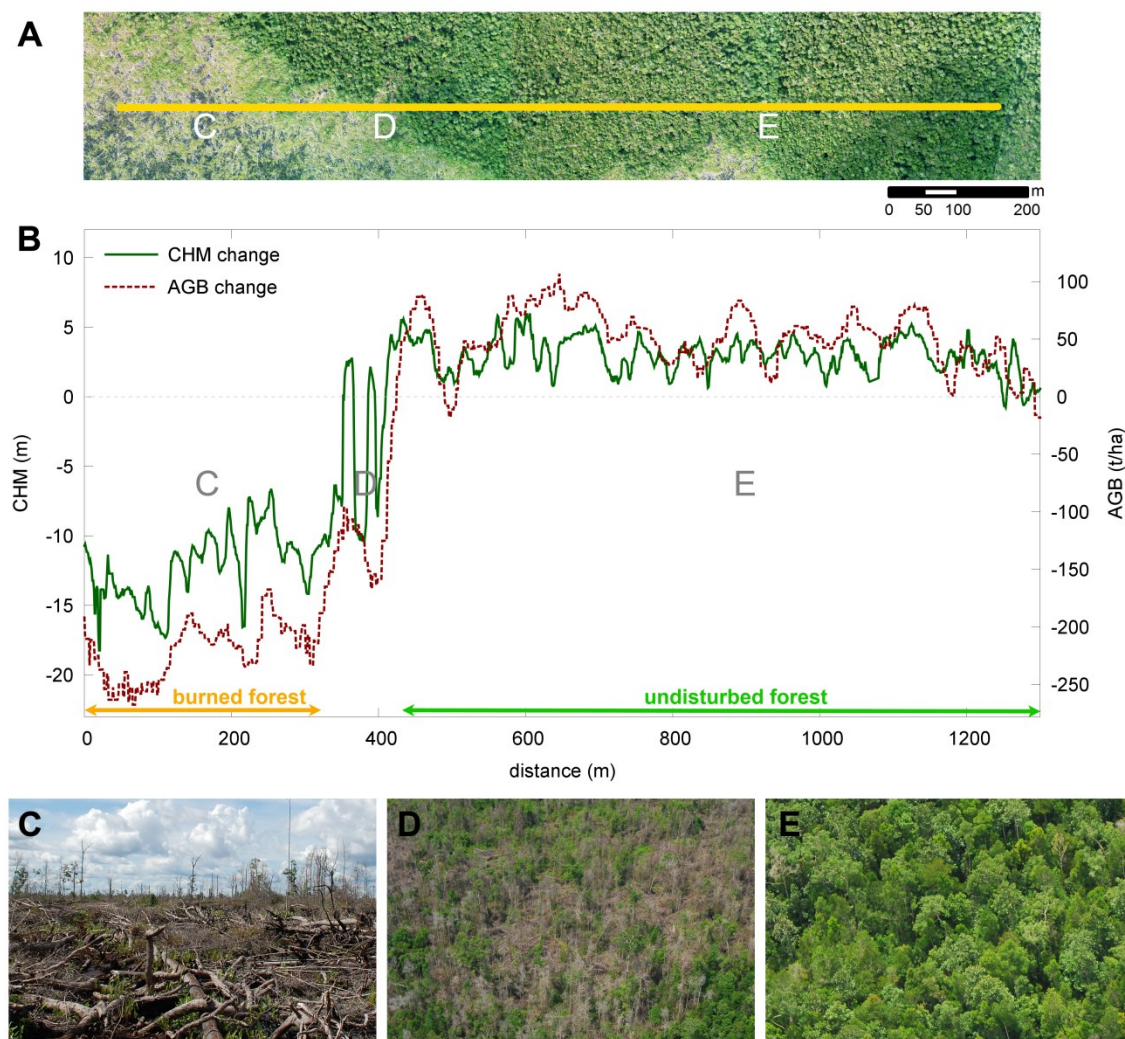 A
C D E
m
0 50 100 200
B
CHM change
AGB change
10
5
0
-5
-10
-15
-20
CHM (m)
100
50
0
-50
-100
-150
-200
-250
AGB (t/ha)
C D E
burned forest undisturbed forest
0 200 400 600 800 1000 1200
distance (m)
C D E